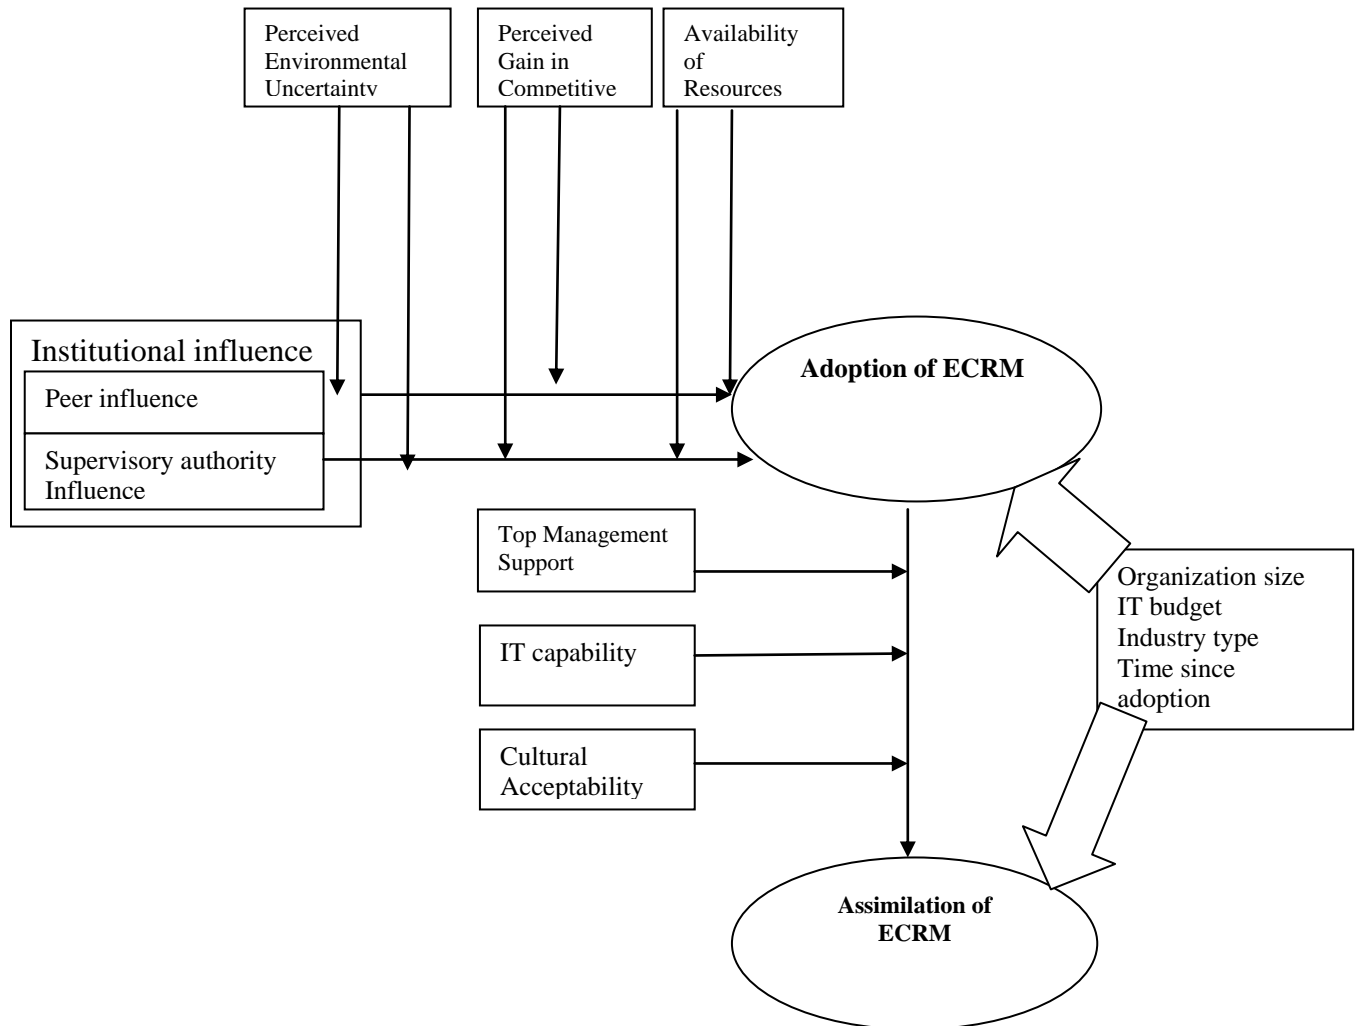 Perceived
Environmental
Uncertainty
Perceived
Gain in
Competitive
Availability
of
Resources
Institutional influence
Peer influence
Supervisory authority
Influence
Adoption of ECRM
Top Management
Support
IT capability
Cultural
Acceptability
Organization size
IT budget
Industry type
Time since
adoption
Assimilation of
ECRM